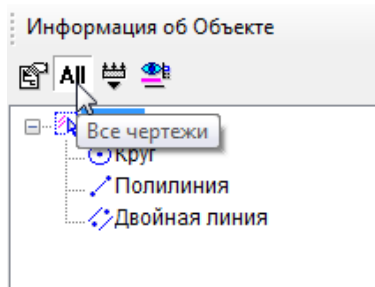 Информация об Объекте
All
Все чертежи
Круг
Полилиния
Двойная линия